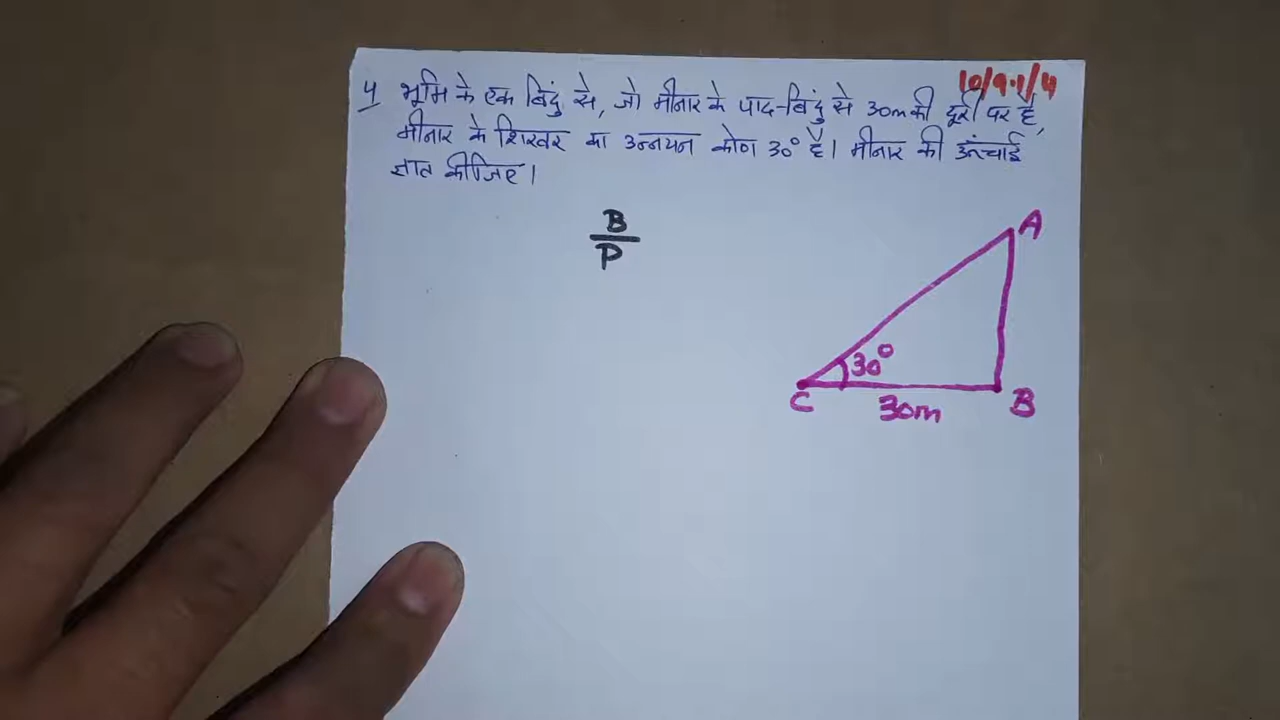 10/9.1/4
4 भूमि के एक बिंदु से, जो मीनार के पाद-बिंदु से 30m की दूरी पर है,
मीनार के शिखर का उन्नयन कोण 30° है। मीनार की ऊँचाई
ज्ञात कीजिए।
B
P
A
30°
C
30m
B